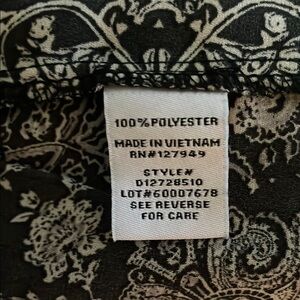 100% POLYESTER
MADE IN VIETNAM
RN#127949
STYLE#
D12728510
LOT#60007678
SEE REVERSE
FOR CARE